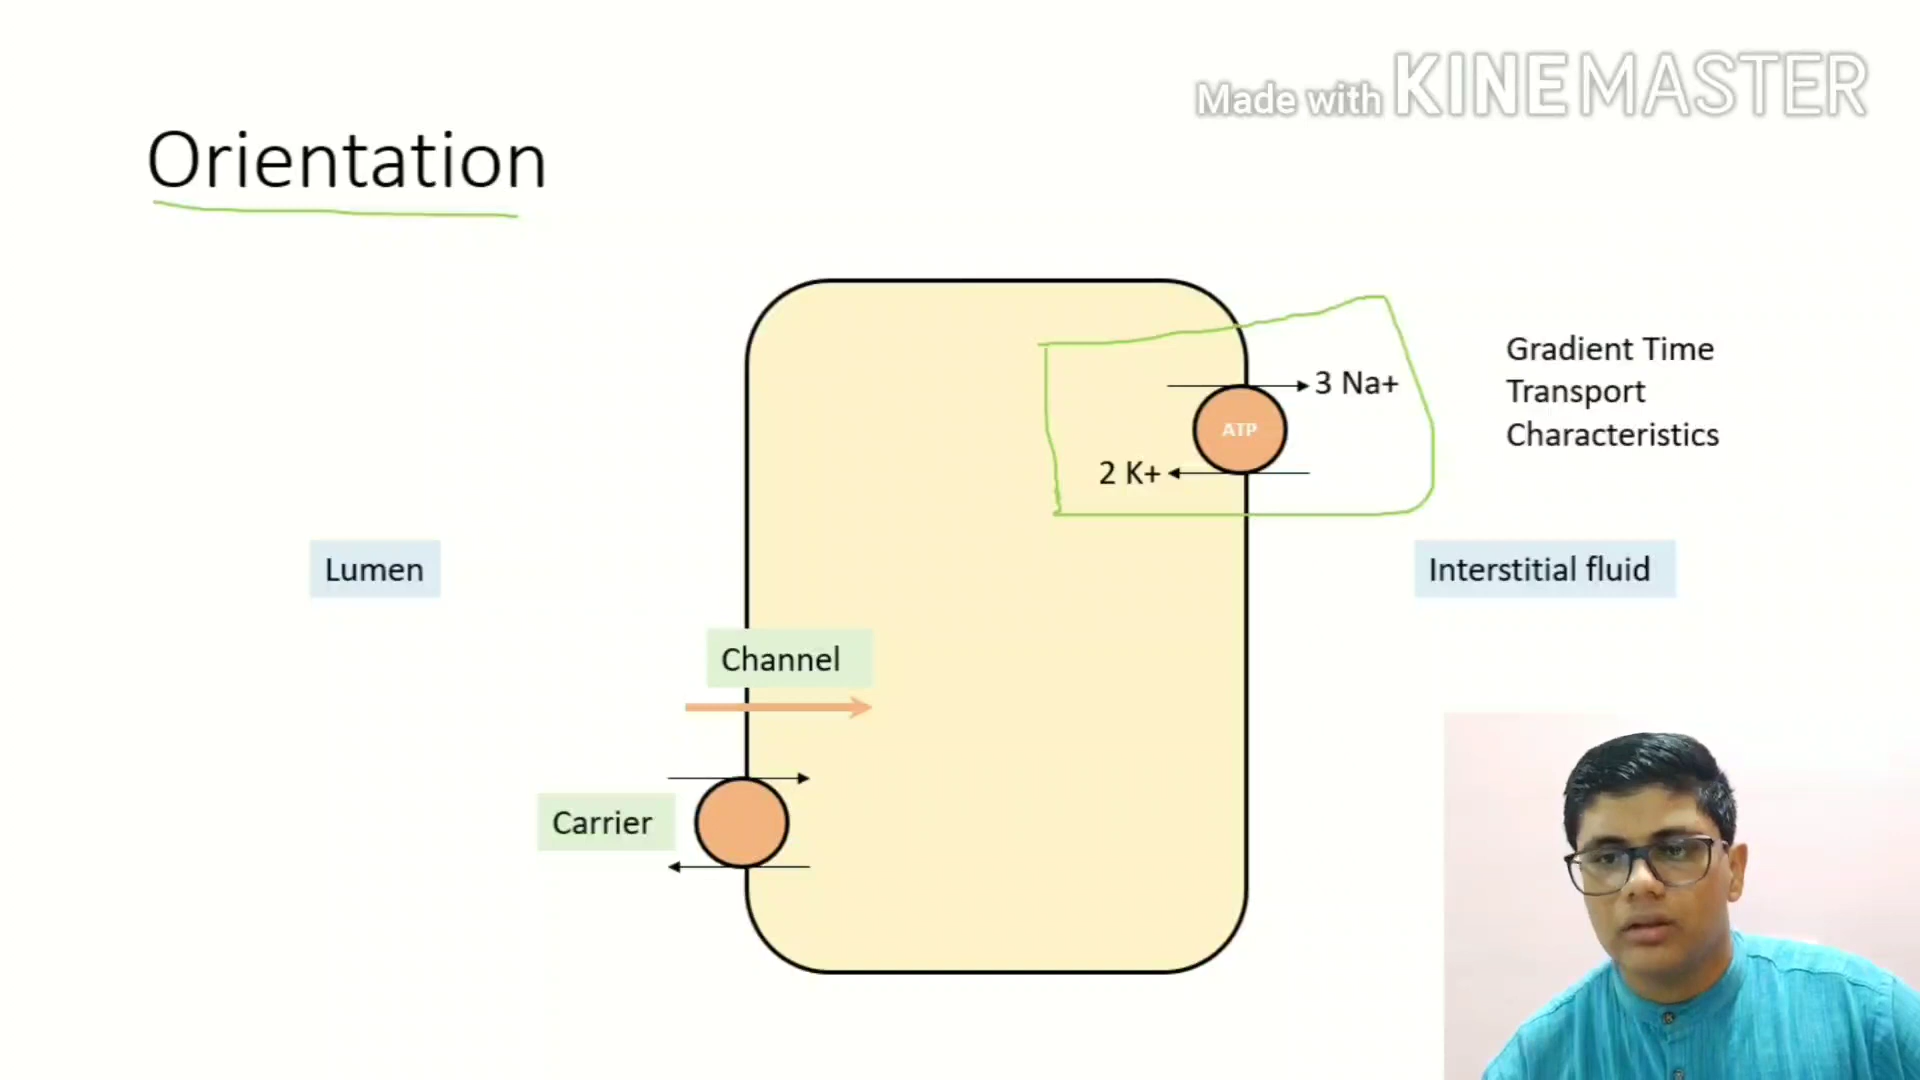 Made with KINEMASTER
Orientation
3 Na+
ATP
2 K+
Gradient Time
Transport
Characteristics
Lumen
Interstitial fluid
Channel
Carrier